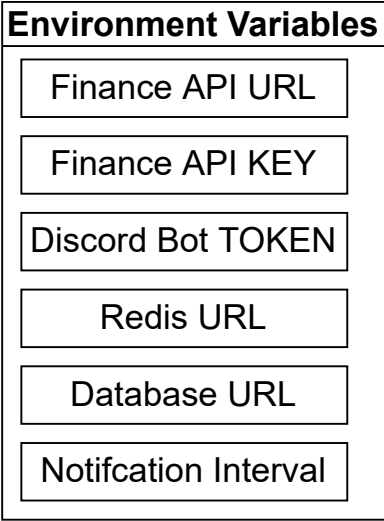 Environment Variables
Finance API URL
Finance API KEY
Discord Bot TOKEN
Redis URL
Database URL
Notifcation Interval